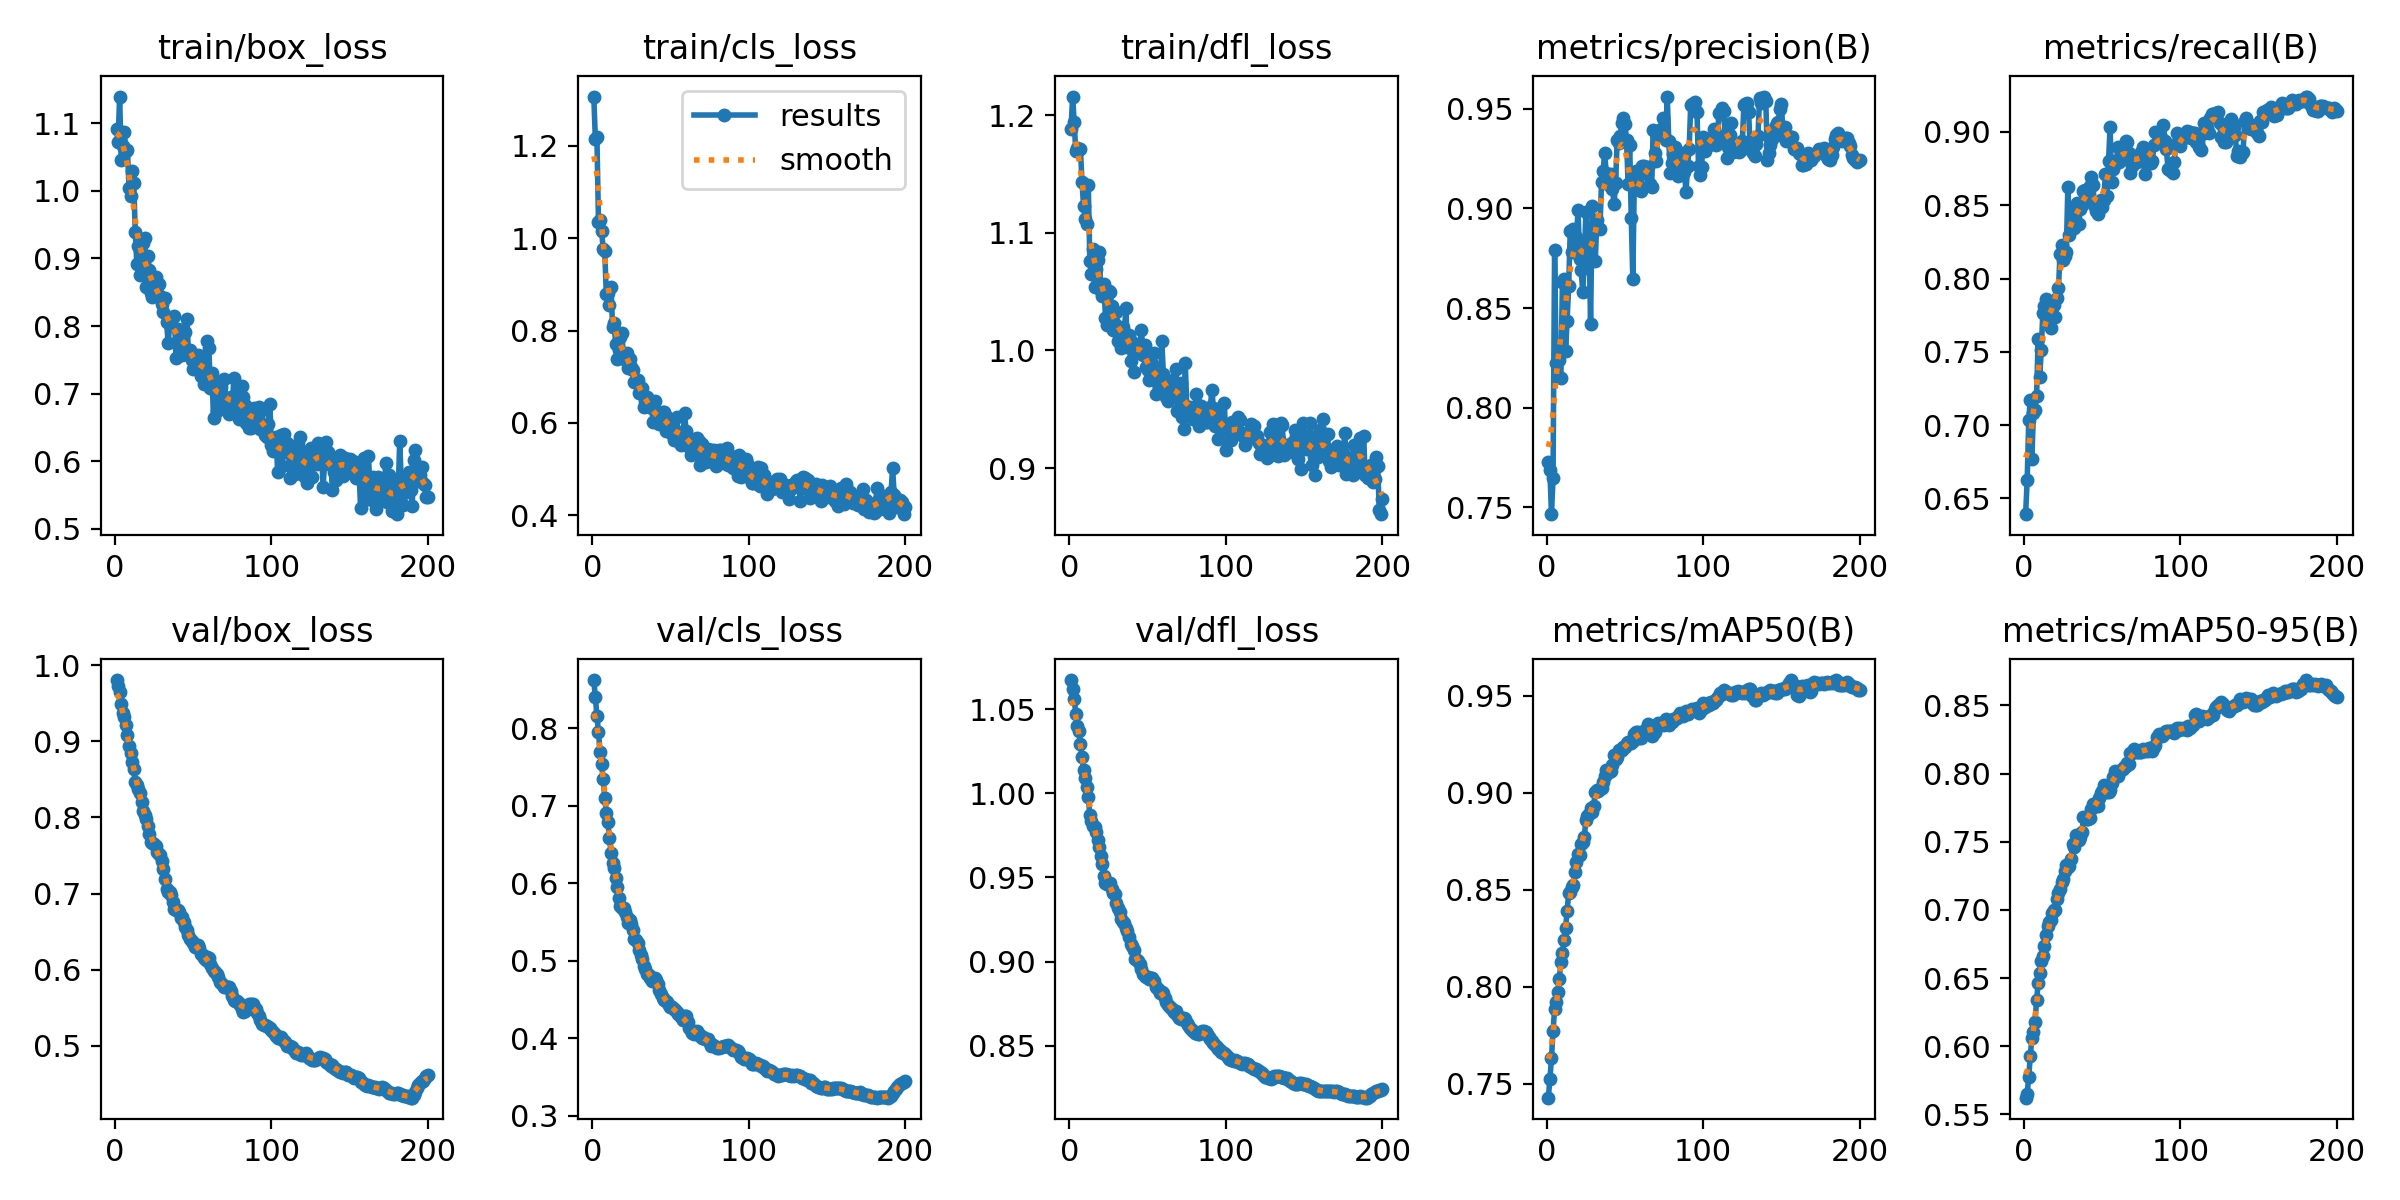 train/box_loss
1.1
1.0
0.9
0.8
0.7
0.6
0.5
0 100 200
train/cls_loss
results
smooth
1.2
1.0
0.8
0.6
0.4
0 100 200
train/dfl_loss
1.2
1.1
1.0
0.9
0 100 200
metrics/precision(B)
0.95
0.90
0.85
0.80
0.75
0 100 200
metrics/recall(B)
0.90
0.85
0.80
0.75
0.70
0.65
0 100 200
val/box_loss
1.0
0.9
0.8
0.7
0.6
0.5
0 100 200
val/cls_loss
0.8
0.7
0.6
0.5
0.4
0.3
0 100 200
val/dfl_loss
1.05
1.00
0.95
0.90
0.85
0 100 200
metrics/mAP50(B)
0.95
0.90
0.85
0.80
0.75
0 100 200
metrics/mAP50-95(B)
0.85
0.80
0.75
0.70
0.65
0.60
0.55
0 100 200